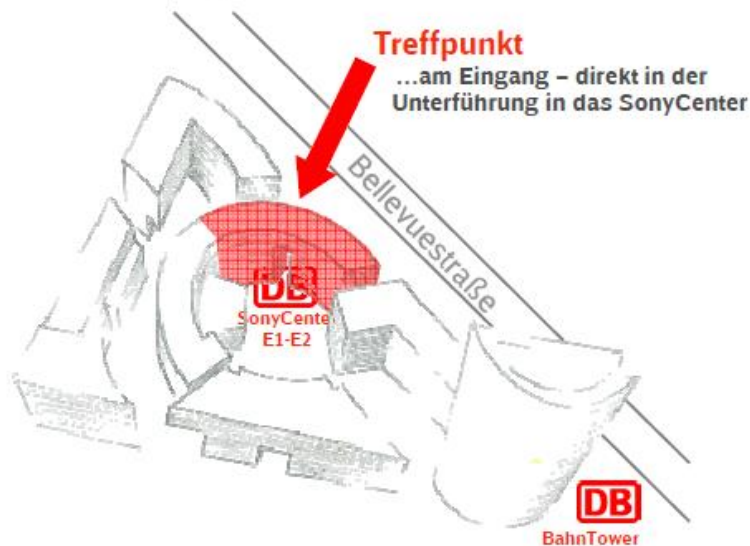 Treffpunkt
...am Eingang – direkt in der
Unterführung in das SonyCenter
Bellevuestraße
DB
SonyCente
E1-E2
DB
BahnTower